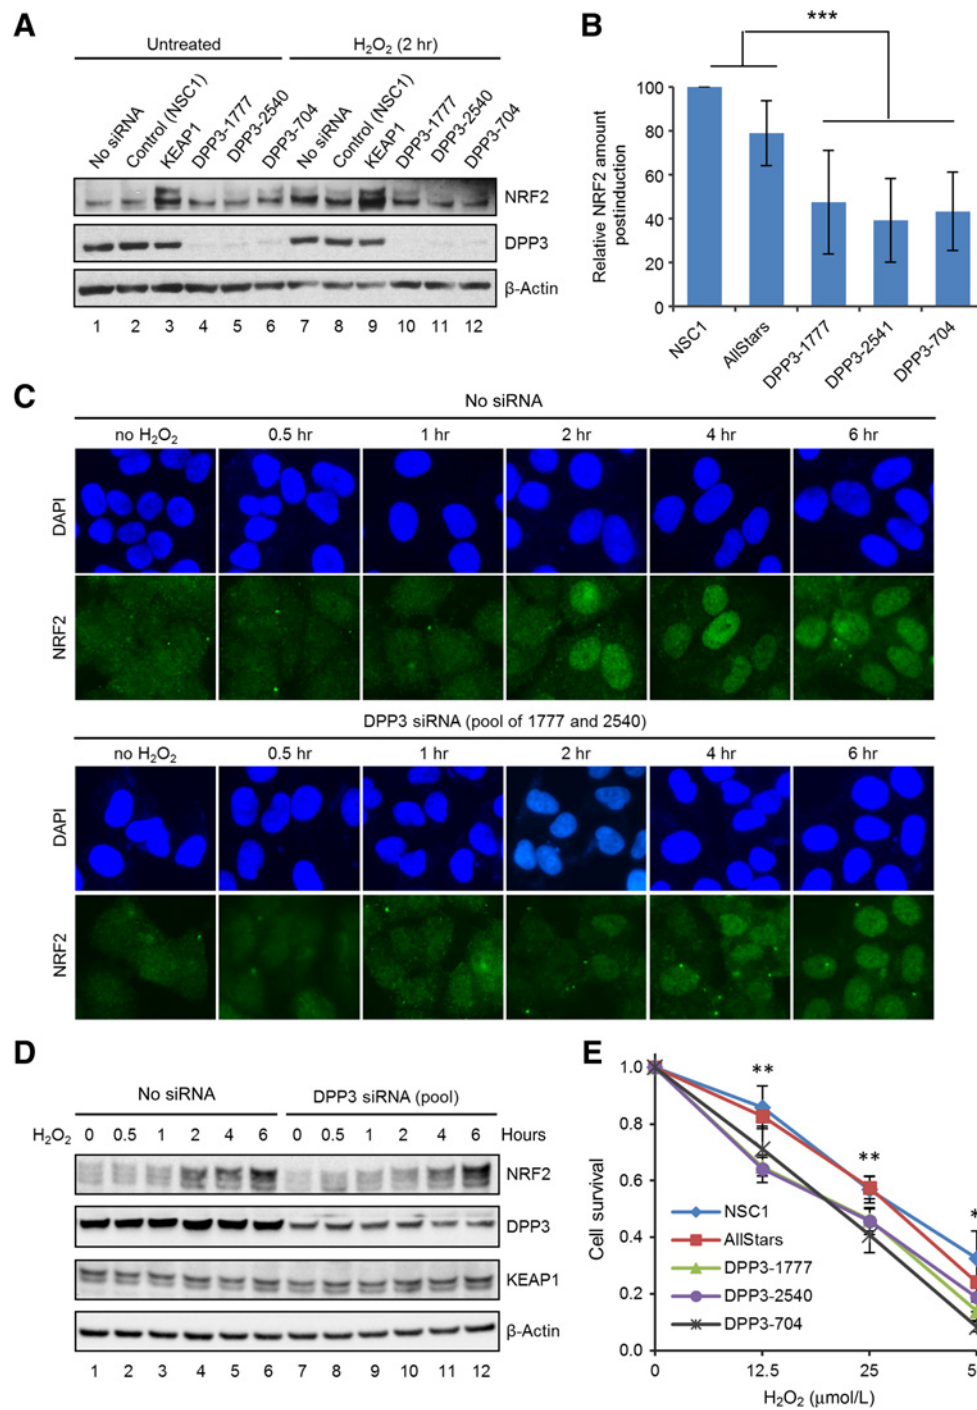 A
Untreated
H₂O₂ (2 hr)
No siRNA
Control (NSC1)
KEAP1
DPP3-1777
DPP3-2540
DPP3-704
No siRNA
Control (NSC1)
KEAP1
DPP3-1777
DPP3-2540
DPP3-704
NRF2
DPP3
β-Actin
1 2 3 4 5 6 7 8 9 10 11 12
B
***
Relative NRF2 amount
postinduction
100
80
60
40
20
0
NSC1
AllStars
DPP3-1777
DPP3-2541
DPP3-704
C
No siRNA
no H₂O₂ 0.5 hr 1 hr 2 hr 4 hr 6 hr
DAPI
NRF2
DPP3 siRNA (pool of 1777 and 2540)
no H₂O₂ 0.5 hr 1 hr 2 hr 4 hr 6 hr
DAPI
NRF2
D
No siRNA DPP3 siRNA (pool)
H₂O₂ 0 0.5 1 2 4 6 0 0.5 1 2 4 6 Hours
NRF2
DPP3
KEAP1
β-Actin
1 2 3 4 5 6 7 8 9 10 11 12
E
Cell survival
1.0
0.8
0.6
0.4
0.2
0.0
**
**
*
NSC1
AllStars
DPP3-1777
DPP3-2540
DPP3-704
0 12.5 25 5
H₂O₂ (μmol/L)